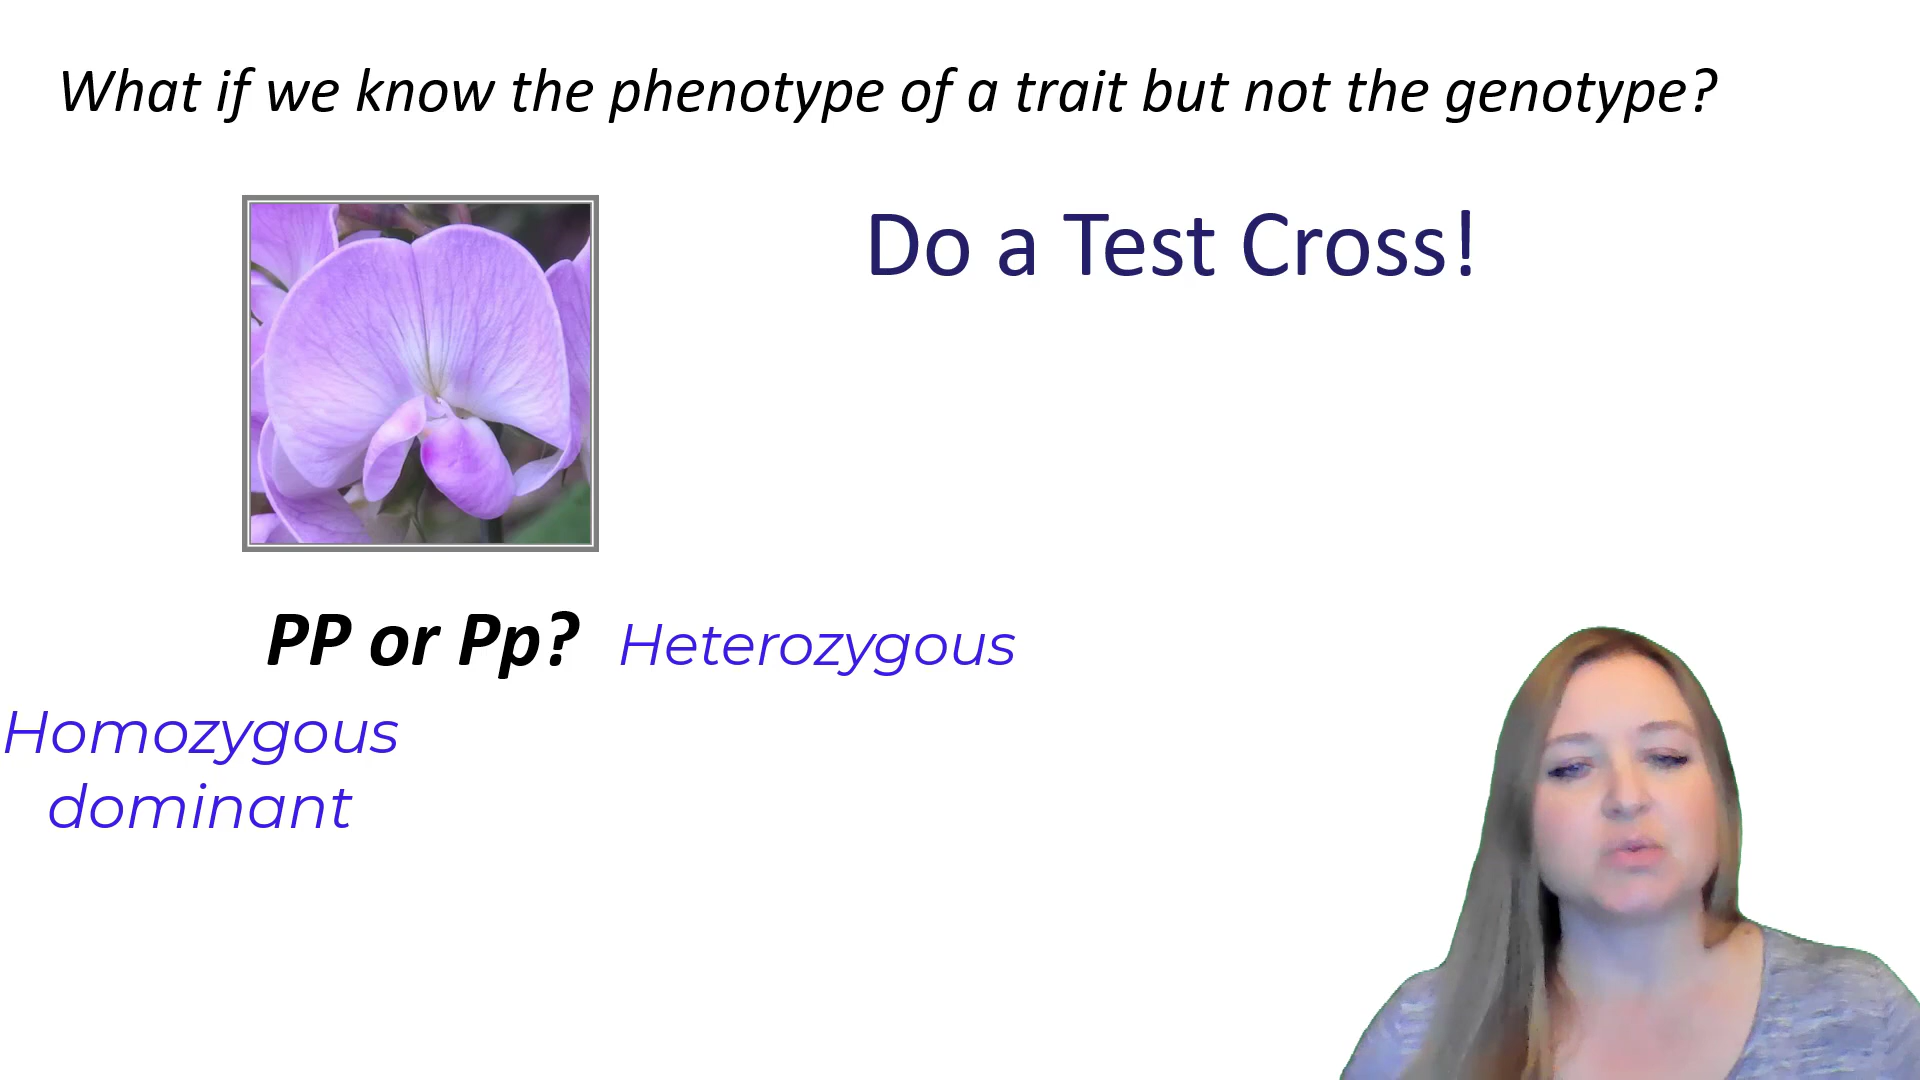 What if we know the phenotype of a trait but not the genotype?
Do a Test Cross!
PP or Pp?
Heterozygous
Homozygous
dominant